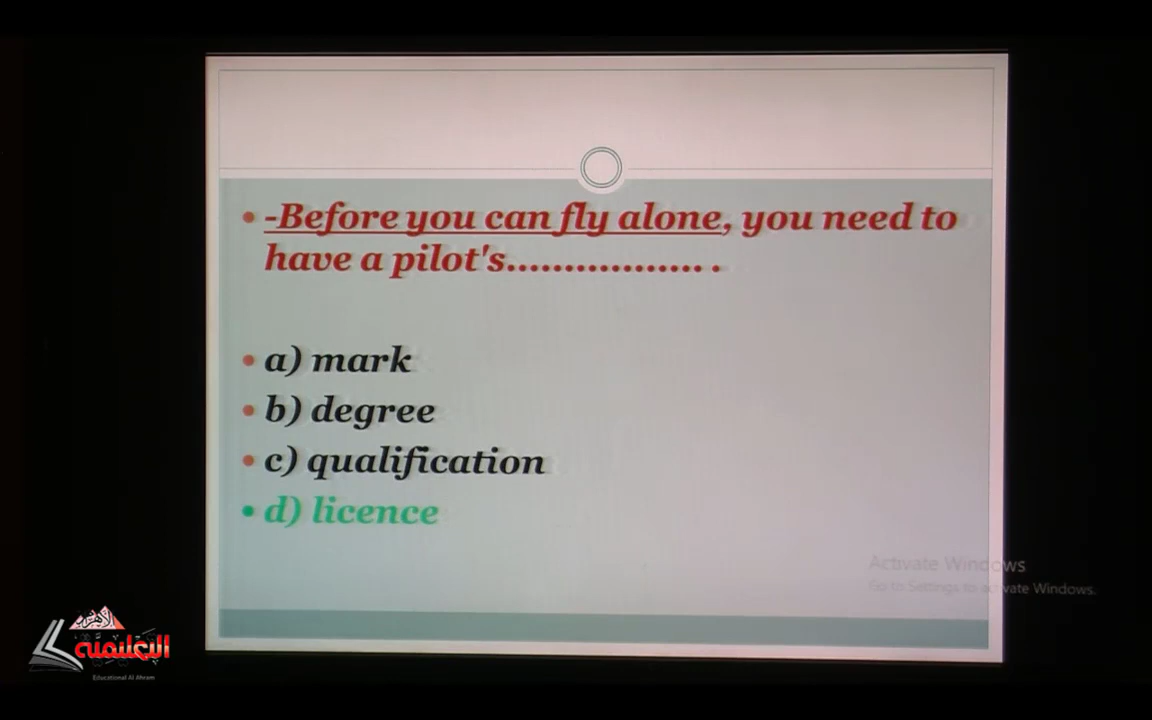 -Before you can fly alone, you need to
have a pilot's................. .
a) mark
b) degree
c) qualification
d) licence
Activate Windows
Go to Settings to activate Windows.
الأهرام
التعليمية
Educational Al Ahram